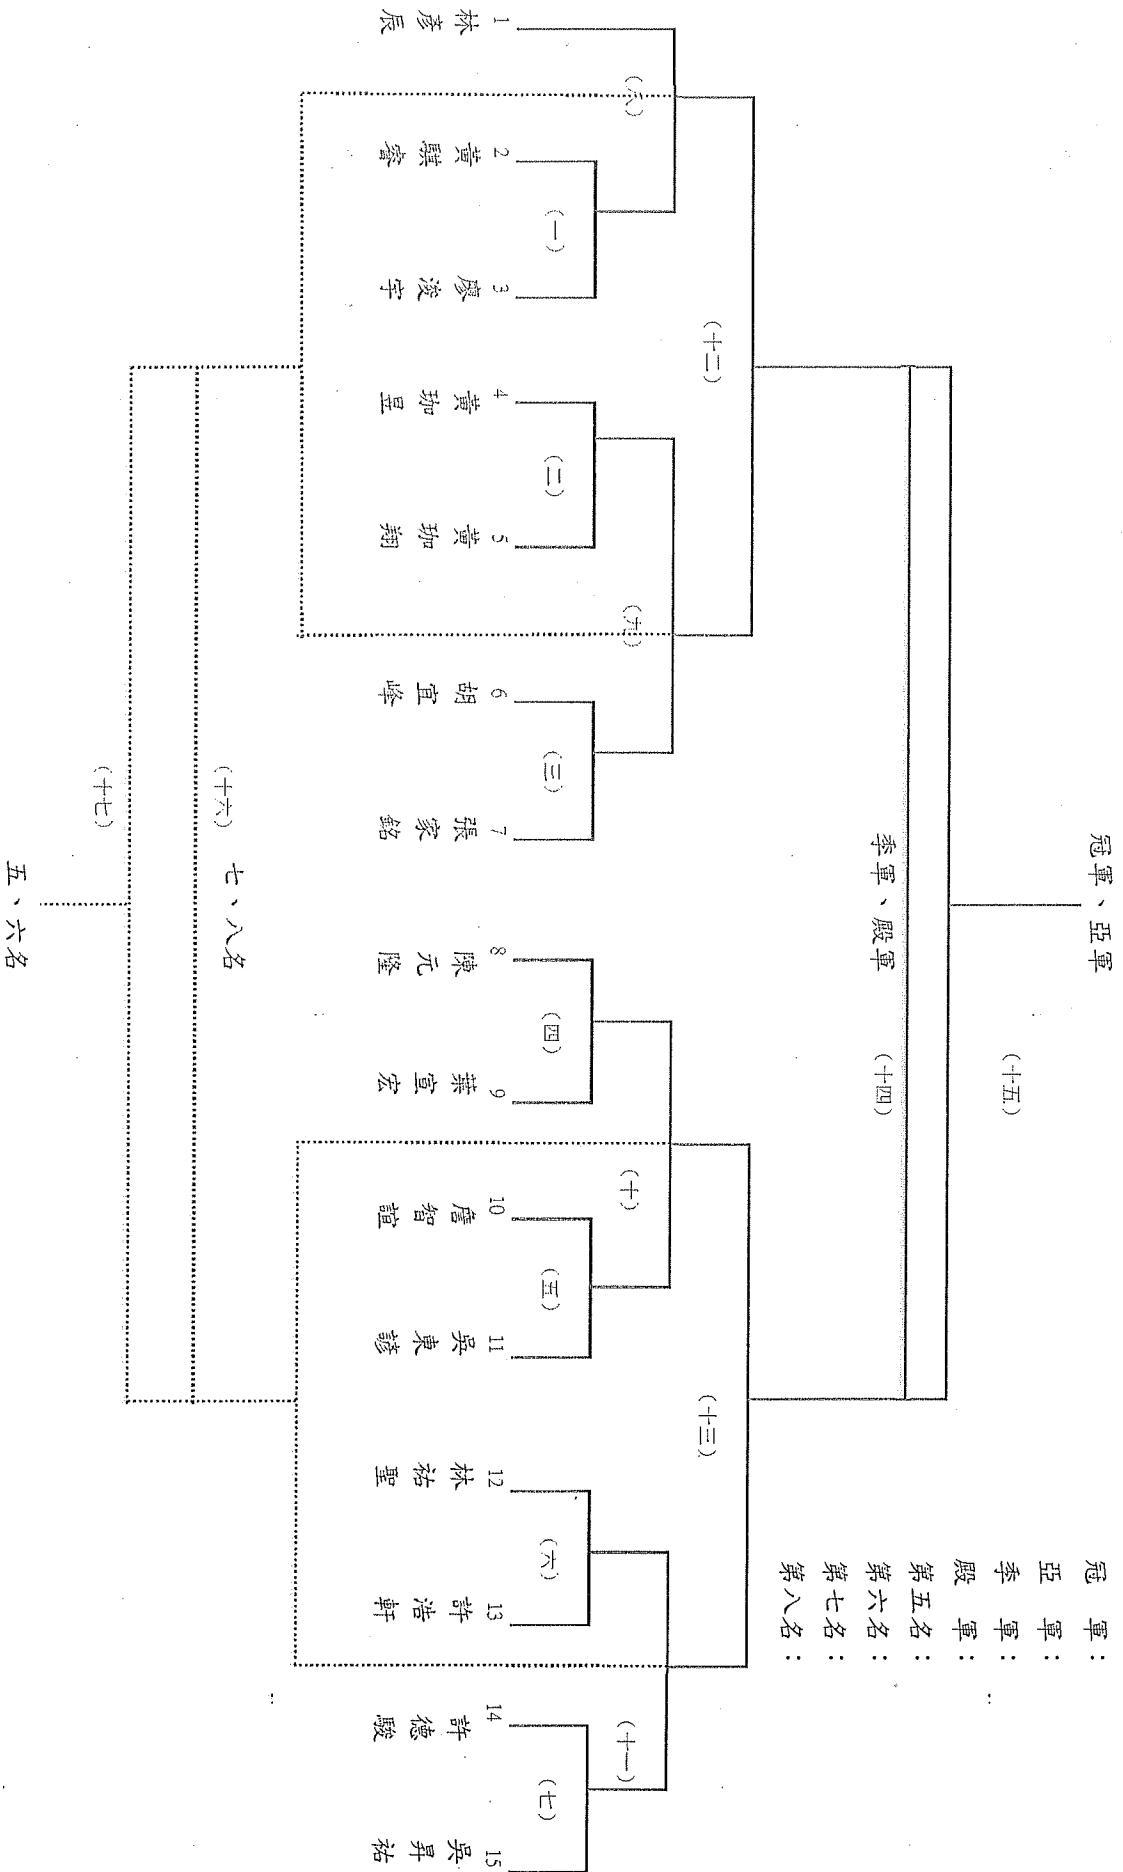 冠軍、亞軍
(十五)
季軍、殿軍
(十四)
冠 軍：
亞 軍：
季 軍：
殿 軍：
第五名：
第六名：
第七名：
第八名：
(十二)
(十三)
(八)
(九)
(十)
(十一)
(一)
(二)
(三)
(四)
(五)
(六)
(七)
1 林彥辰
2 黃騏睿
3 廖浚宇
4 黃珈昱
5 黃珈翔
6 胡宜峰
7 張家銘
8 陳元隆
9 葉宣宏
10 詹智誼
11 吳東諺
12 林祐聖
13 許浩軒
14 許德駿
15 吳昇祐
(十六)
七、八名
(十七)
五、六名